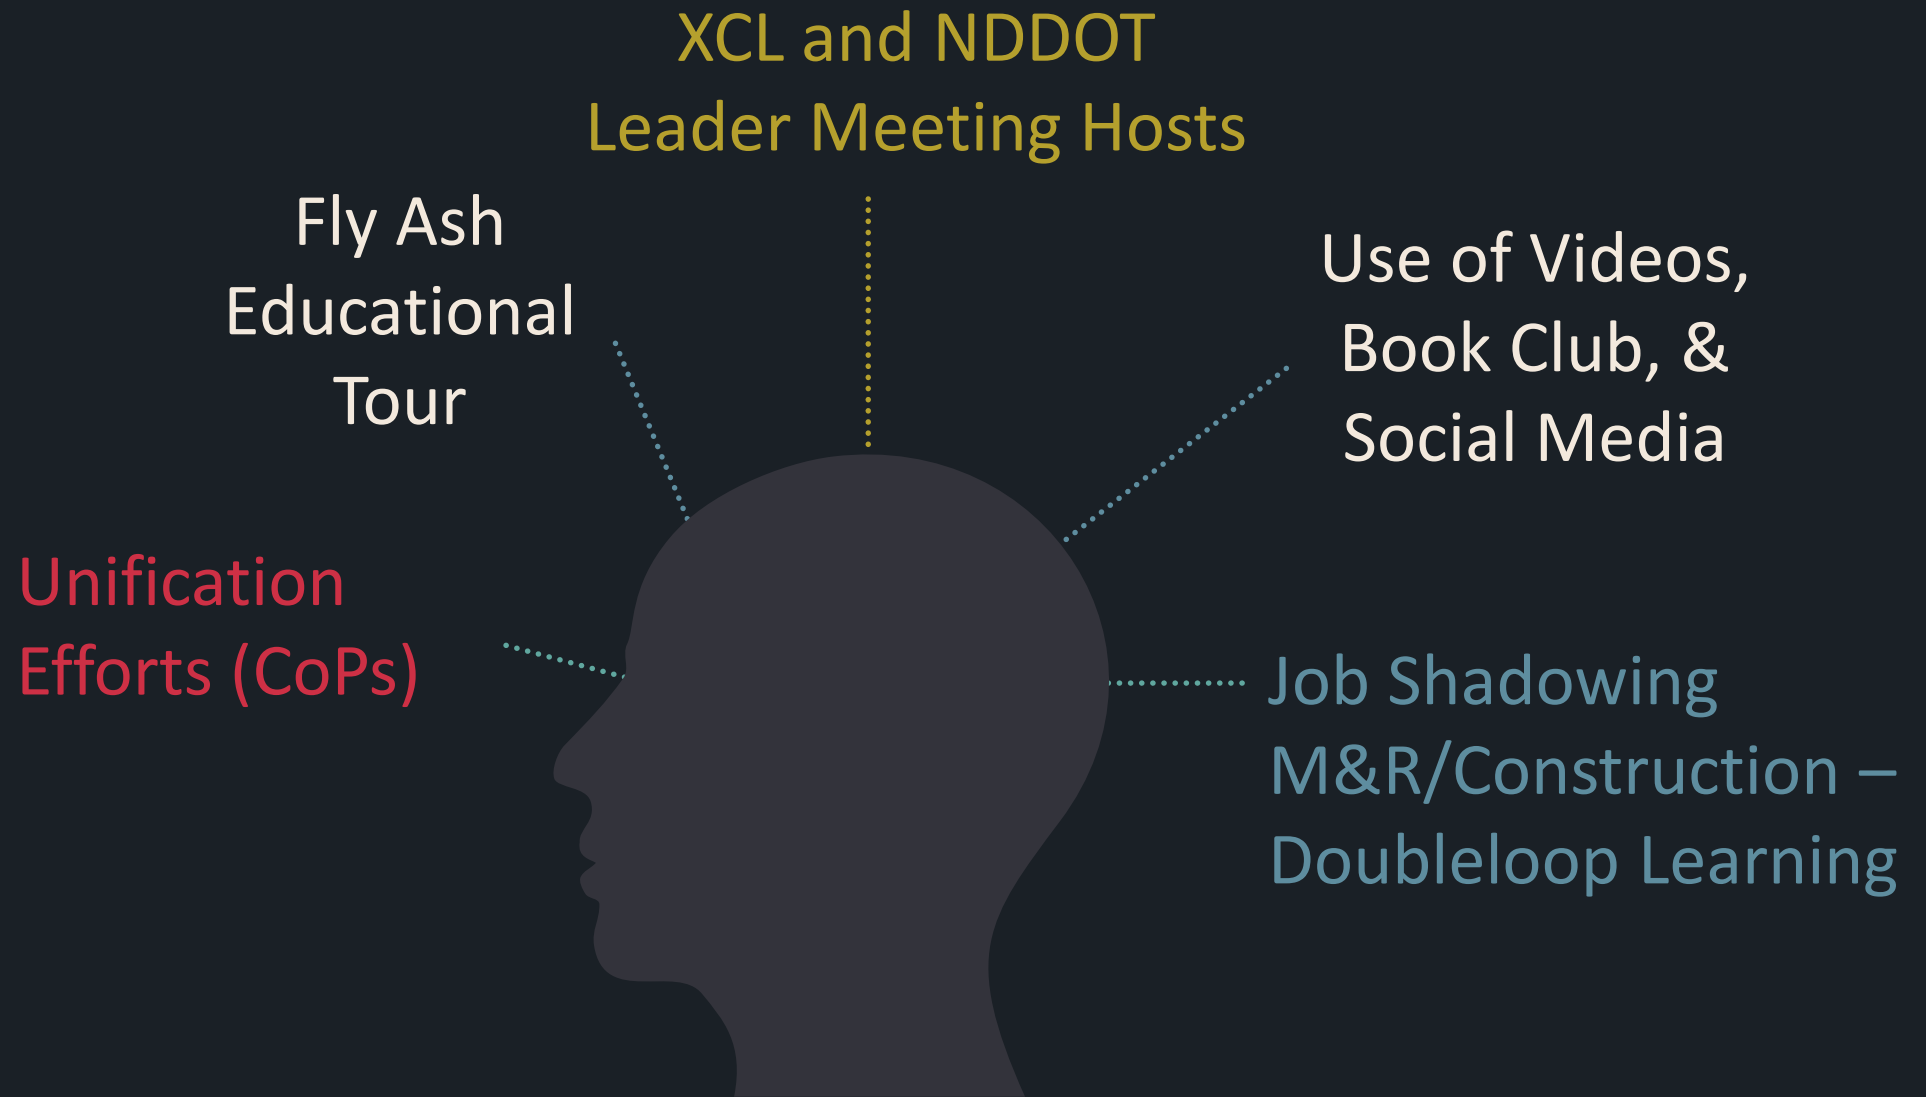 XCL and NDDOT
Leader Meeting Hosts
Fly Ash
Educational
Tour
Use of Videos,
Book Club, &
Social Media
Unification
Efforts (CoPs)
Job Shadowing
M&R/Construction –
Doubleloop Learning